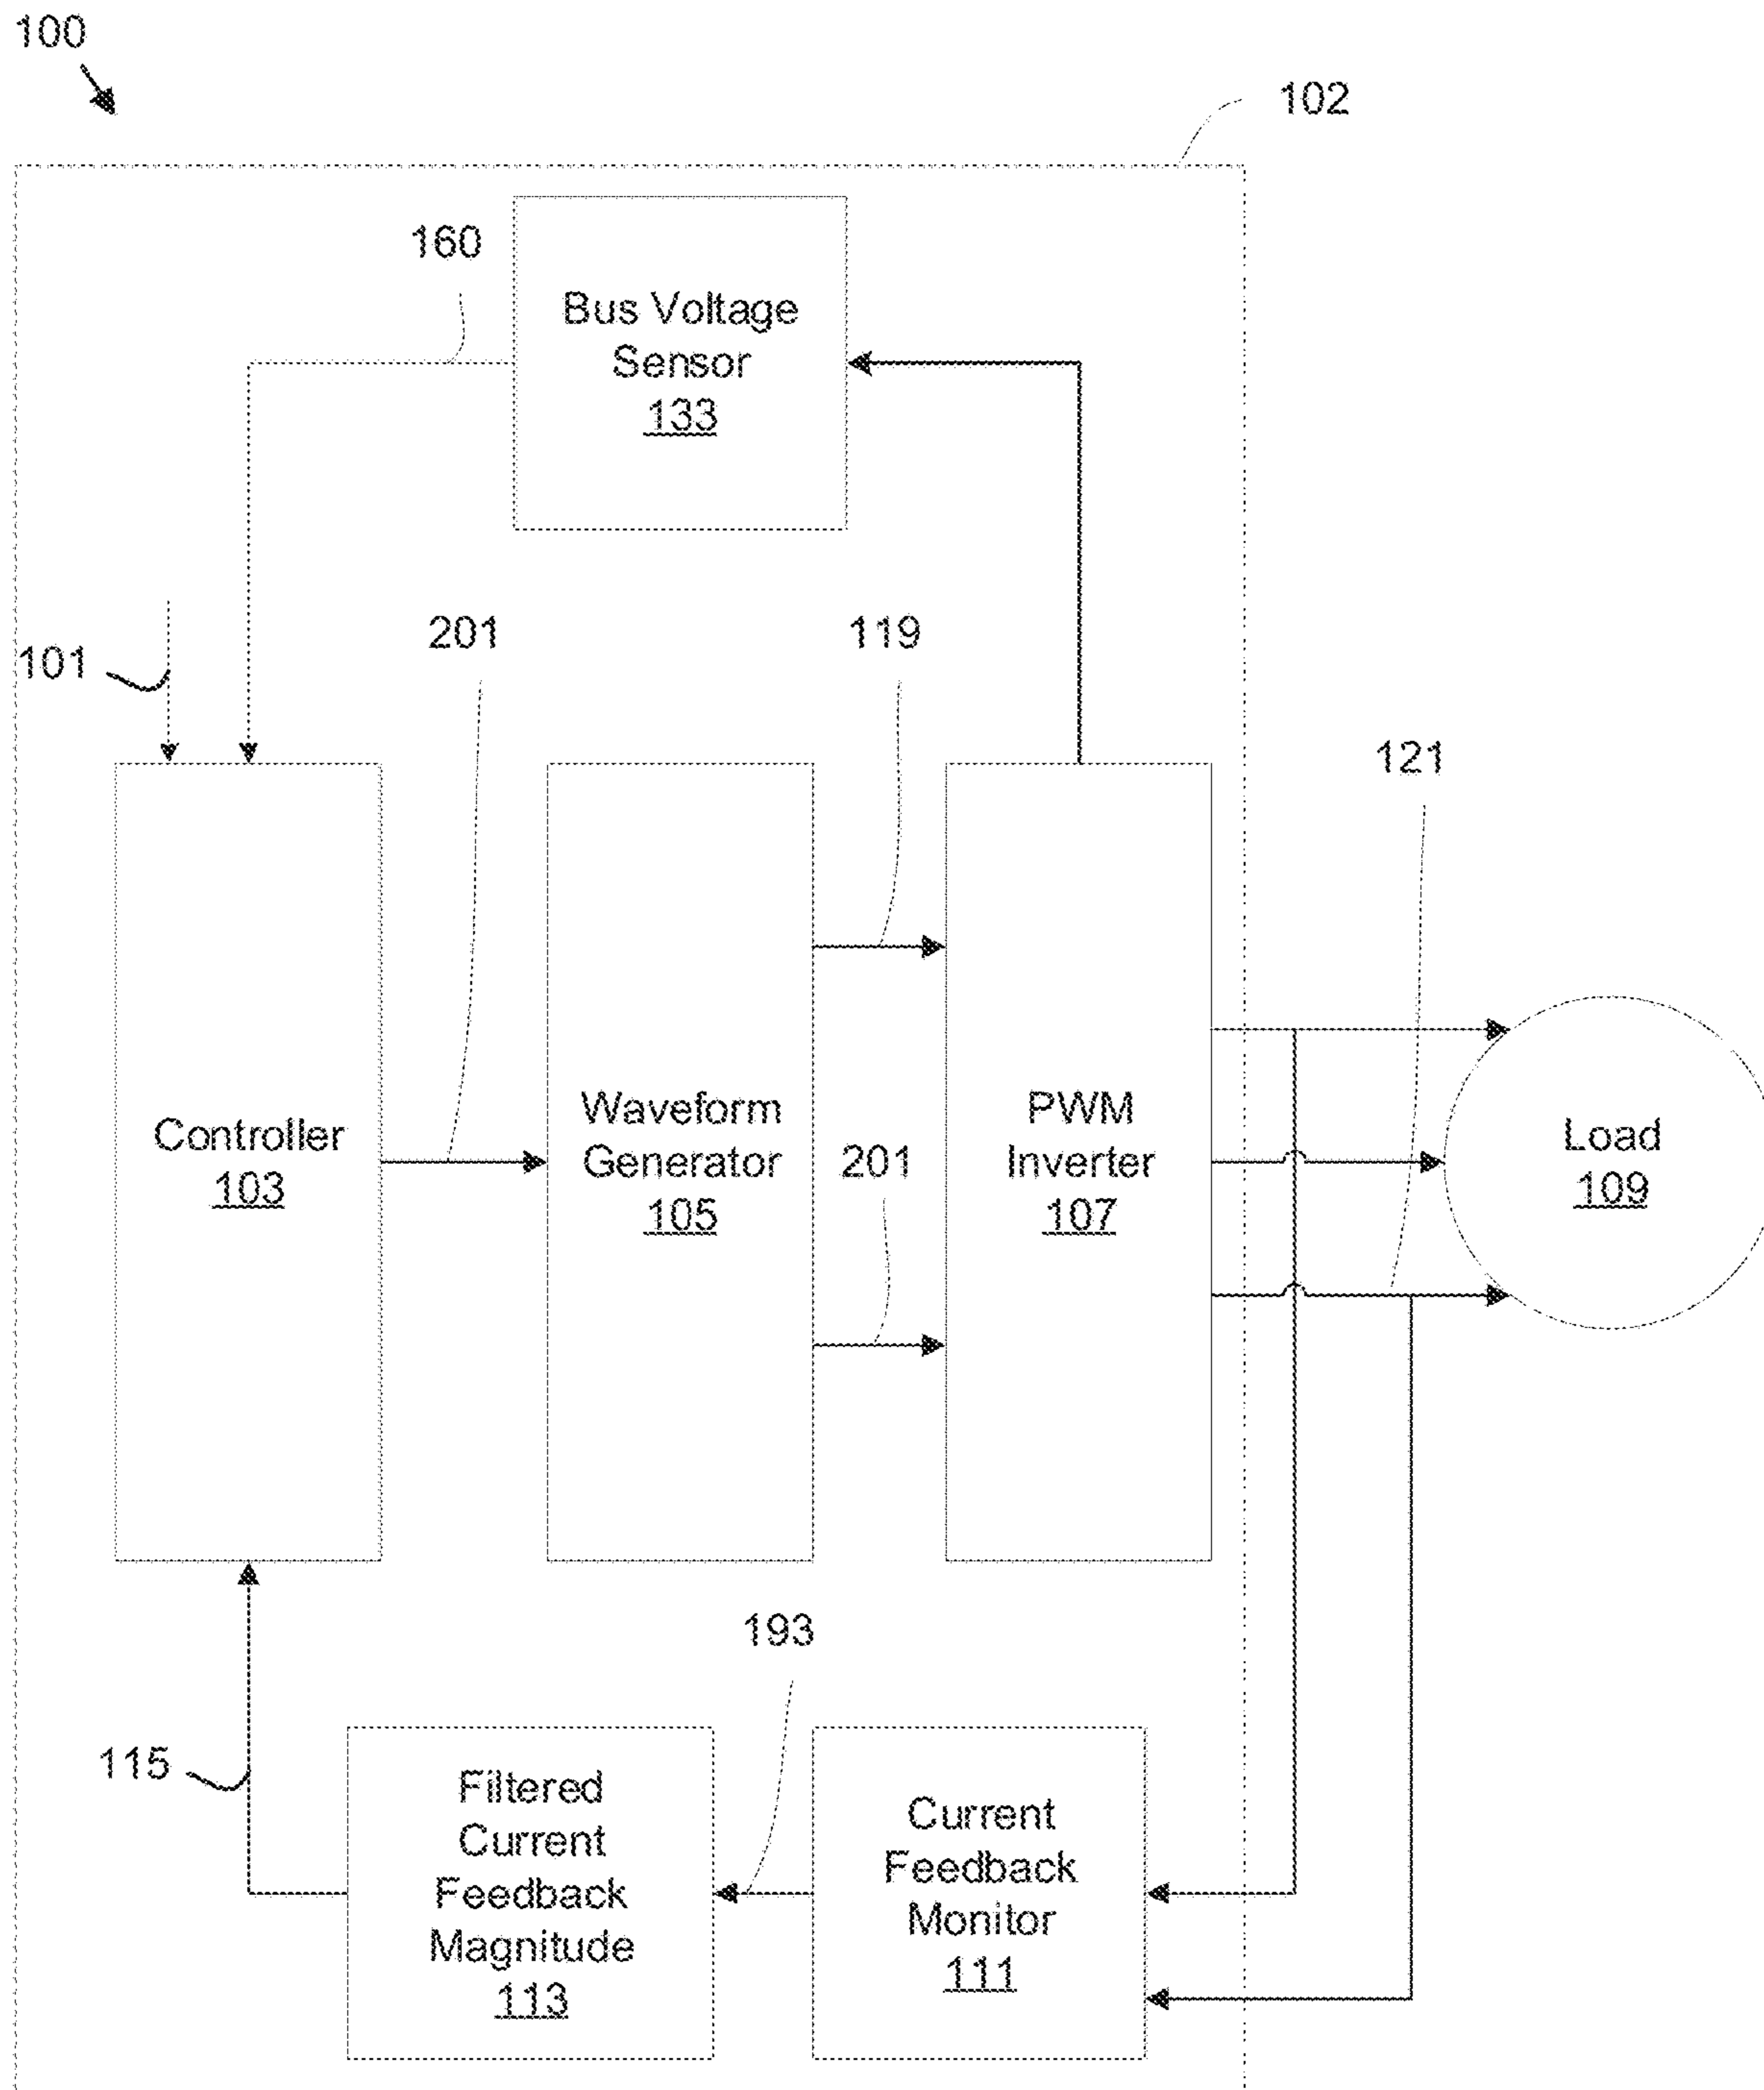 100
102
160
Bus Voltage
Sensor
133
101
201
119
121
Controller
103
Waveform
Generator
105
201
PWM
Inverter
107
Load
109
193
115
Filtered
Current
Feedback
Magnitude
113
Current
Feedback
Monitor
111